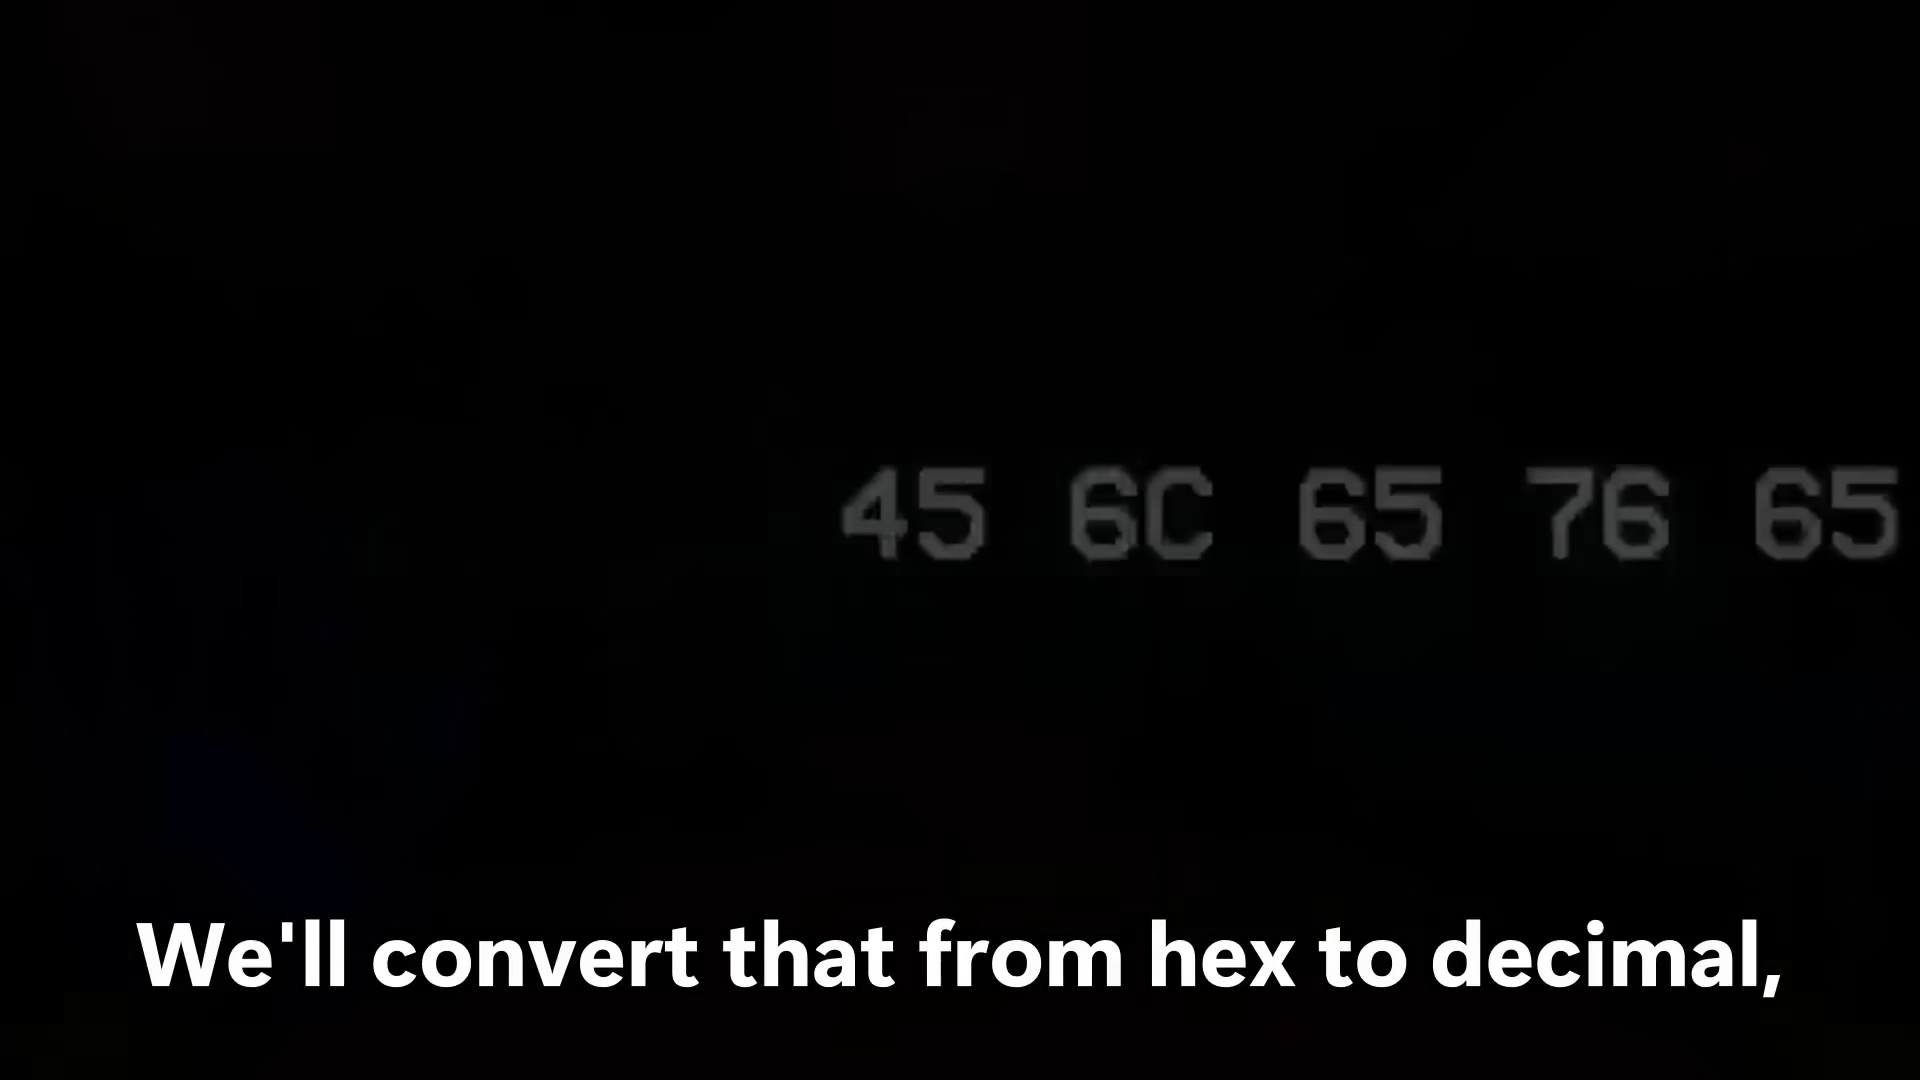 45 6C 65 76 65
We'll convert that from hex to decimal,